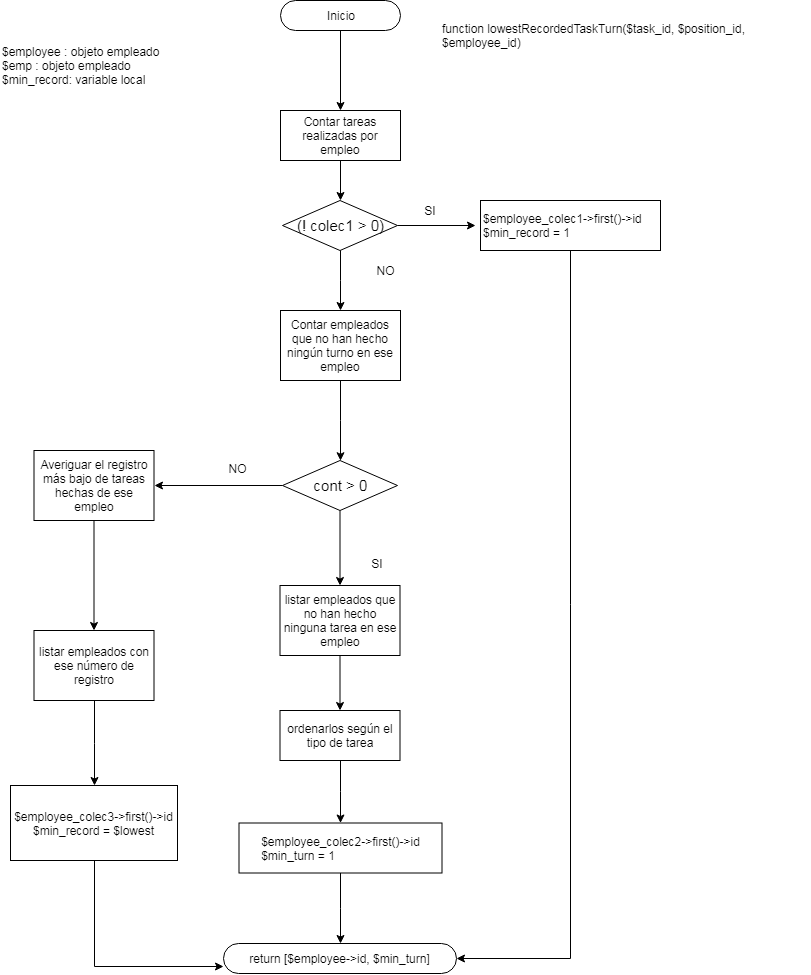 Inicio
function lowestRecordedTaskTurn($task_id, $position_id,
$employee_id)
$employee : objeto empleado
$emp : objeto empleado
$min_record: variable local
Contar tareas
realizadas por
empleo
(! colec1 > 0)
SI
$employee_colec1->first()->id
$min_record = 1
NO
Contar empleados
que no han hecho
ningún turno en ese
empleo
cont > 0
NO
Averiguar el registro
más bajo de tareas
hechas de ese
empleo
SI
listar empleados que
no han hecho
ninguna tarea en ese
empleo
listar empleados con
ese número de
registro
ordenarlos según el
tipo de tarea
$employee_colec3->first()->id
$min_record = $lowest
$employee_colec2->first()->id
$min_turn = 1
return [$employee->id, $min_turn]